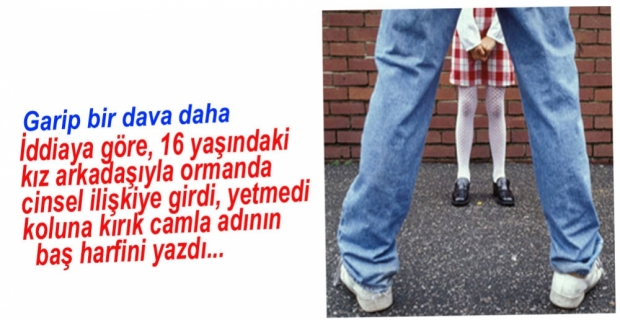 Garip bir dava daha
İddiaya göre, 16 yaşındaki
kız arkadaşıyla ormanda
cinsel ilişkiye girdi, yetmedi
koluna kırık camla adının
baş harfini yazdı...